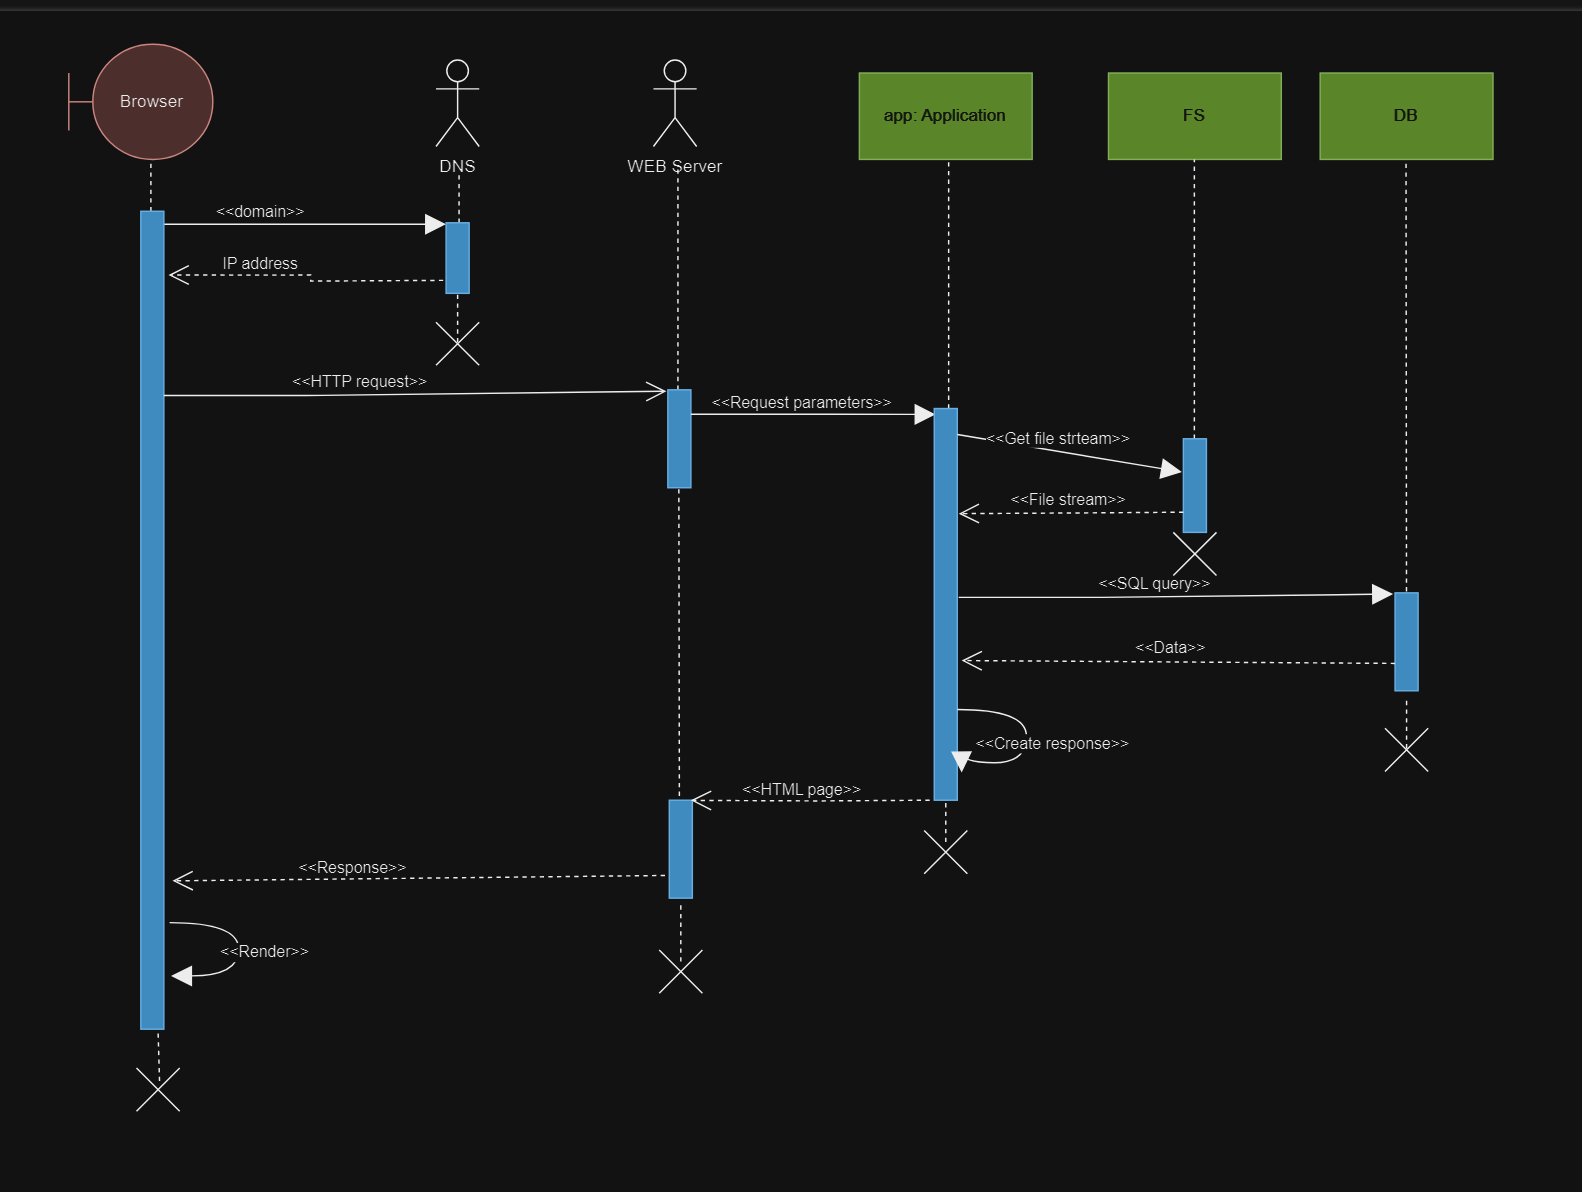 Browser
DNS
WEB Server
app: Application
FS
DB
<<domain>>
IP address
<<HTTP request>>
<<Request parameters>>
<<Get file strteam>>
<<File stream>>
<<SQL query>>
<<Data>>
<<Create response>>
<<HTML page>>
<<Response>>
<<Render>>